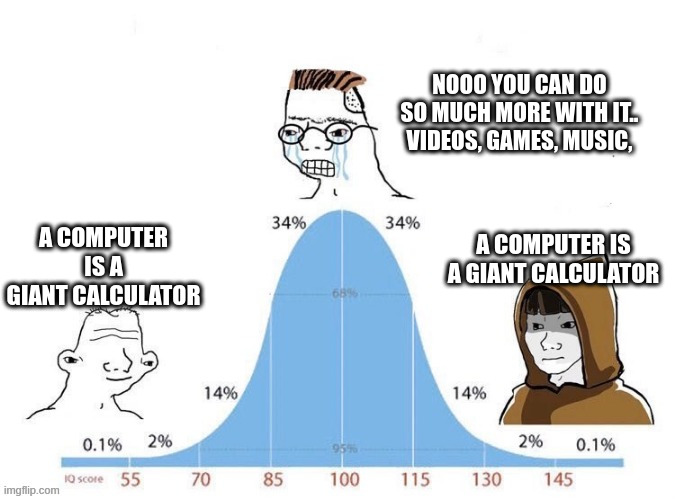 NOOO YOU CAN DO
SO MUCH MORE WITH IT..
VIDEOS, GAMES, MUSIC,
A COMPUTER
IS A
GIANT CALCULATOR
A COMPUTER IS
A GIANT CALCULATOR
34% 34%
68%
14% 14%
0.1% 2% 95% 2% 0.1%
IQ score 55 70 85 100 115 130 145
imgflip.com